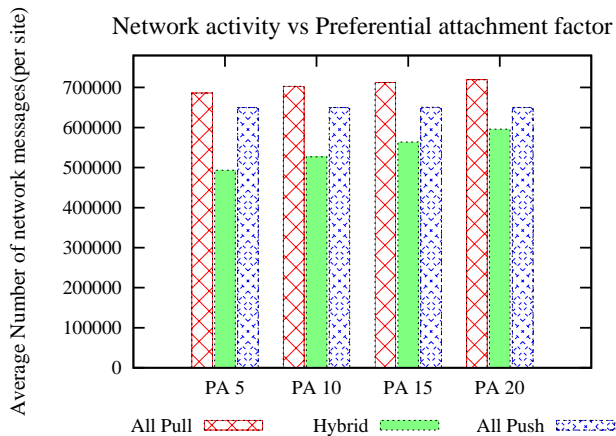 Network activity vs Preferential attachment factor
Average Number of network messages(per site)
700000
600000
500000
400000
300000
200000
100000
0
PA 5 PA 10 PA 15 PA 20
All Pull Hybrid All Push